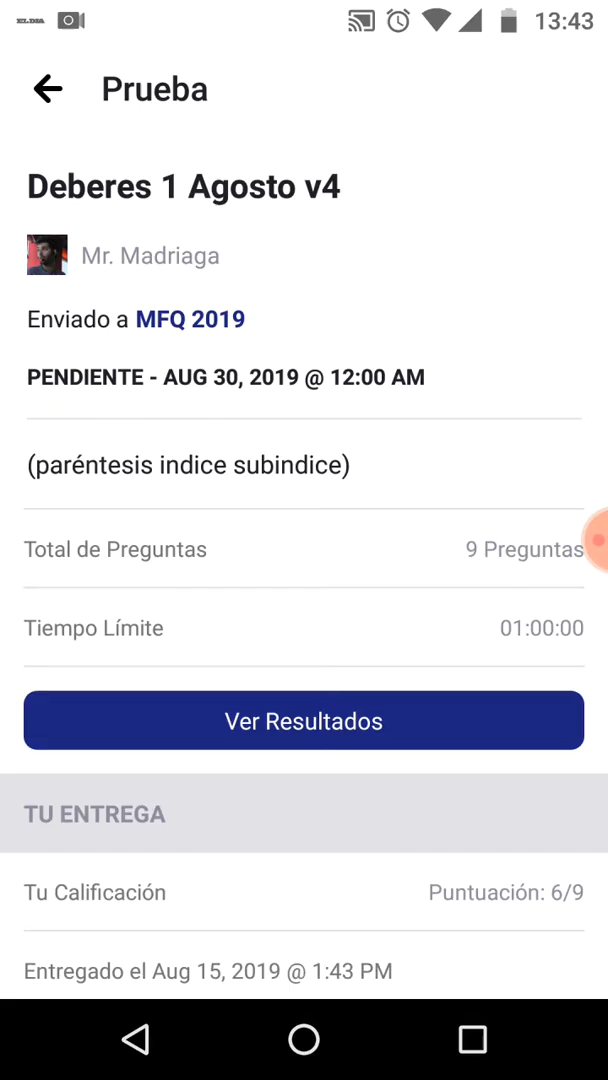 13:43
Prueba
Deberes 1 Agosto v4
Mr. Madriaga
Enviado a MFQ 2019
PENDIENTE - AUG 30, 2019 @ 12:00 AM
(paréntesis indice subindice)
Total de Preguntas 9 Preguntas
Tiempo Límite 01:00:00
Ver Resultados
TU ENTREGA
Tu Calificación Puntuación: 6/9
Entregado el Aug 15, 2019 @ 1:43 PM